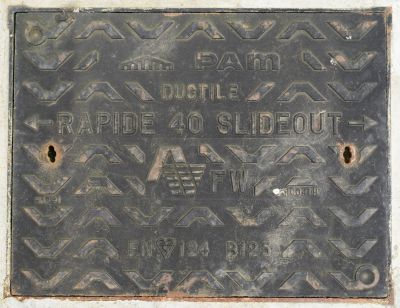 PAM
DUCTILE
RAPIDE 40 SLIDEOUT
FW
EN 124 B125